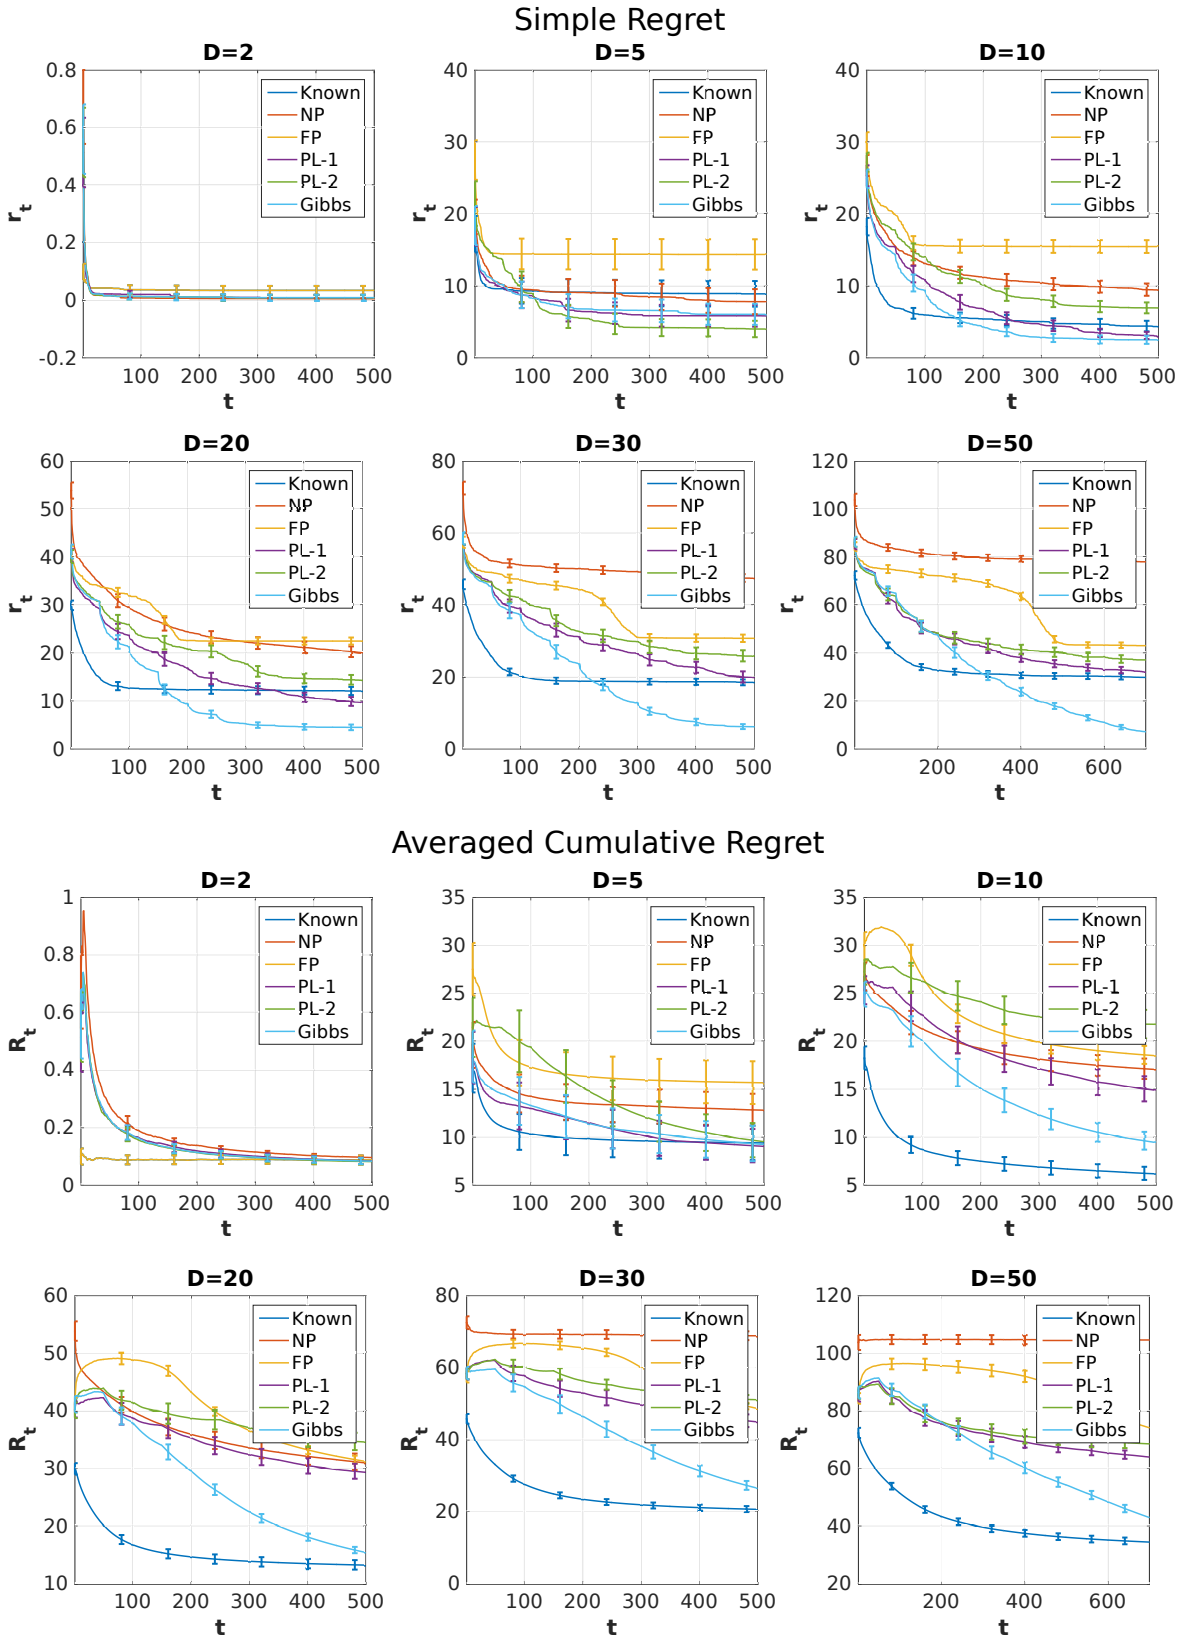 Simple Regret
D=2
0.8
0.6
0.4
0.2
0
-0.2
r_t
100 200 300 400 500
t
Known
NP
FP
PL-1
PL-2
Gibbs
D=5
40
30
20
10
0
r_t
100 200 300 400 500
t
Known
NP
FP
PL-1
PL-2
Gibbs
D=10
40
30
20
10
0
r_t
100 200 300 400 500
t
Known
NP
FP
PL-1
PL-2
Gibbs
D=20
60
50
40
30
20
10
0
r_t
100 200 300 400 500
t
Known
NP
FP
PL-1
PL-2
Gibbs
D=30
80
60
40
20
0
r_t
100 200 300 400 500
t
Known
NP
FP
PL-1
PL-2
Gibbs
D=50
120
100
80
60
40
20
0
r_t
200 400 600
t
Known
NP
FP
PL-1
PL-2
Gibbs
Averaged Cumulative Regret
D=2
1
0.8
0.6
0.4
0.2
0
R_t
100 200 300 400 500
t
Known
NP
FP
PL-1
PL-2
Gibbs
D=5
35
30
25
20
15
10
5
R_t
100 200 300 400 500
t
Known
NP
FP
PL-1
PL-2
Gibbs
D=10
35
30
25
20
15
10
5
R_t
100 200 300 400 500
t
Known
NP
FP
PL-1
PL-2
Gibbs
D=20
60
50
40
30
20
10
R_t
100 200 300 400 500
t
Known
NP
FP
PL-1
PL-2
Gibbs
D=30
80
60
40
20
0
R_t
100 200 300 400 500
t
Known
NP
FP
PL-1
PL-2
Gibbs
D=50
120
100
80
60
40
20
R_t
200 400 600
t
Known
NP
FP
PL-1
PL-2
Gibbs